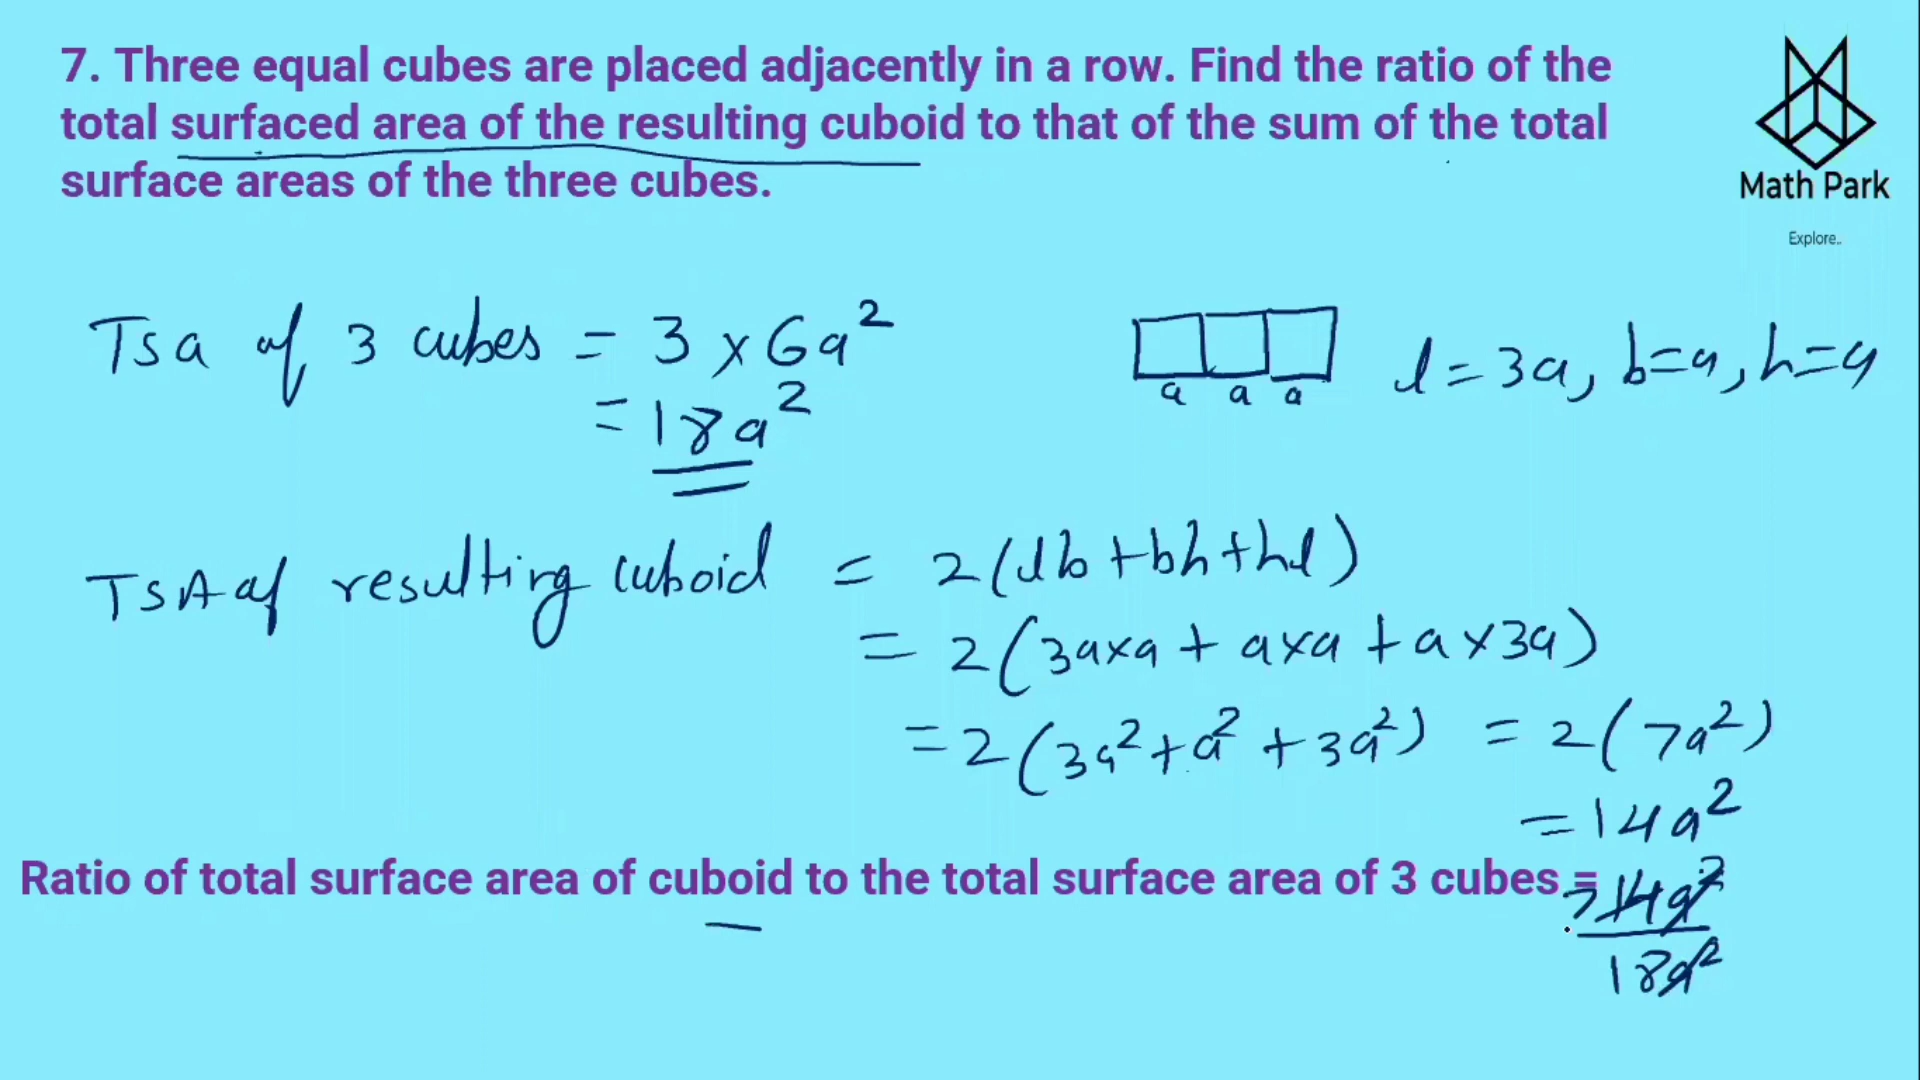 7. Three equal cubes are placed adjacently in a row. Find the ratio of the
total surfaced area of the resulting cuboid to that of the sum of the total
surface areas of the three cubes.
Math Park
Explore..
Tsa of 3 cubes = 3 × 6a²
= 18a²
a a a
l = 3a, b=a, h=a
TSA of resulting cuboid = 2(lb+bh+hl)
= 2(3a×a + a×a + a×3a)
= 2(3a²+a²+3a²) = 2(7a²)
= 14a²
Ratio of total surface area of cuboid to the total surface area of 3 cubes =
7 14a²
18a²